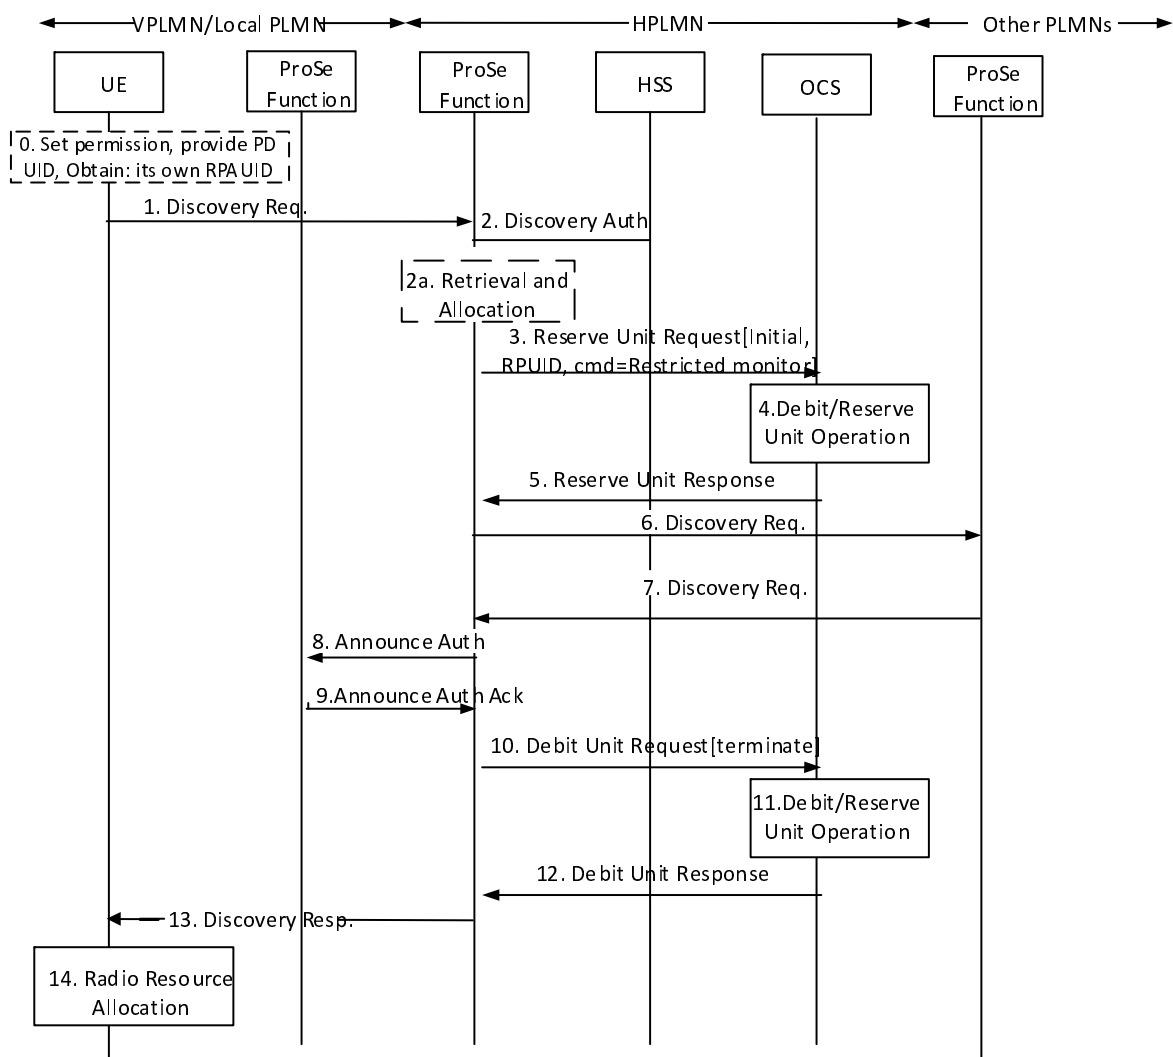 VPLMN/Local PLMN
HPLMN
Other PLMNs
UE
ProSe
Function
ProSe
Function
HSS
OCS
ProSe
Function
0. Set permission, provide PD
UID, Obtain: its own RPAUID
1. Discovery Req.
2. Discovery Auth
2a. Retrieval and
Allocation
3. Reserve Unit Request[Initial,
RPUID, cmd=Restricted monitor]
4.Debit/Reserve
Unit Operation
5. Reserve Unit Response
6. Discovery Req.
7. Discovery Req.
8. Announce Auth
9.Announce Auth Ack
10. Debit Unit Request[terminate]
11.Debit/Reserve
Unit Operation
12. Debit Unit Response
13. Discovery Resp.
14. Radio Resource
Allocation